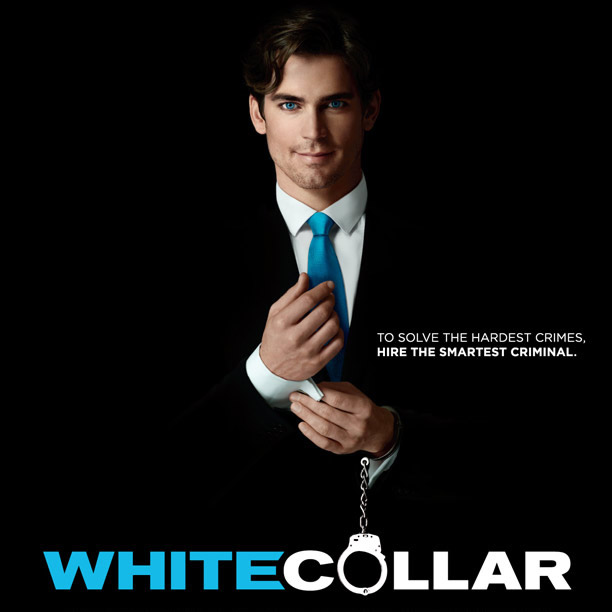 TO SOLVE THE HARDEST CRIMES,
HIRE THE SMARTEST CRIMINAL.
WHITECOLLAR